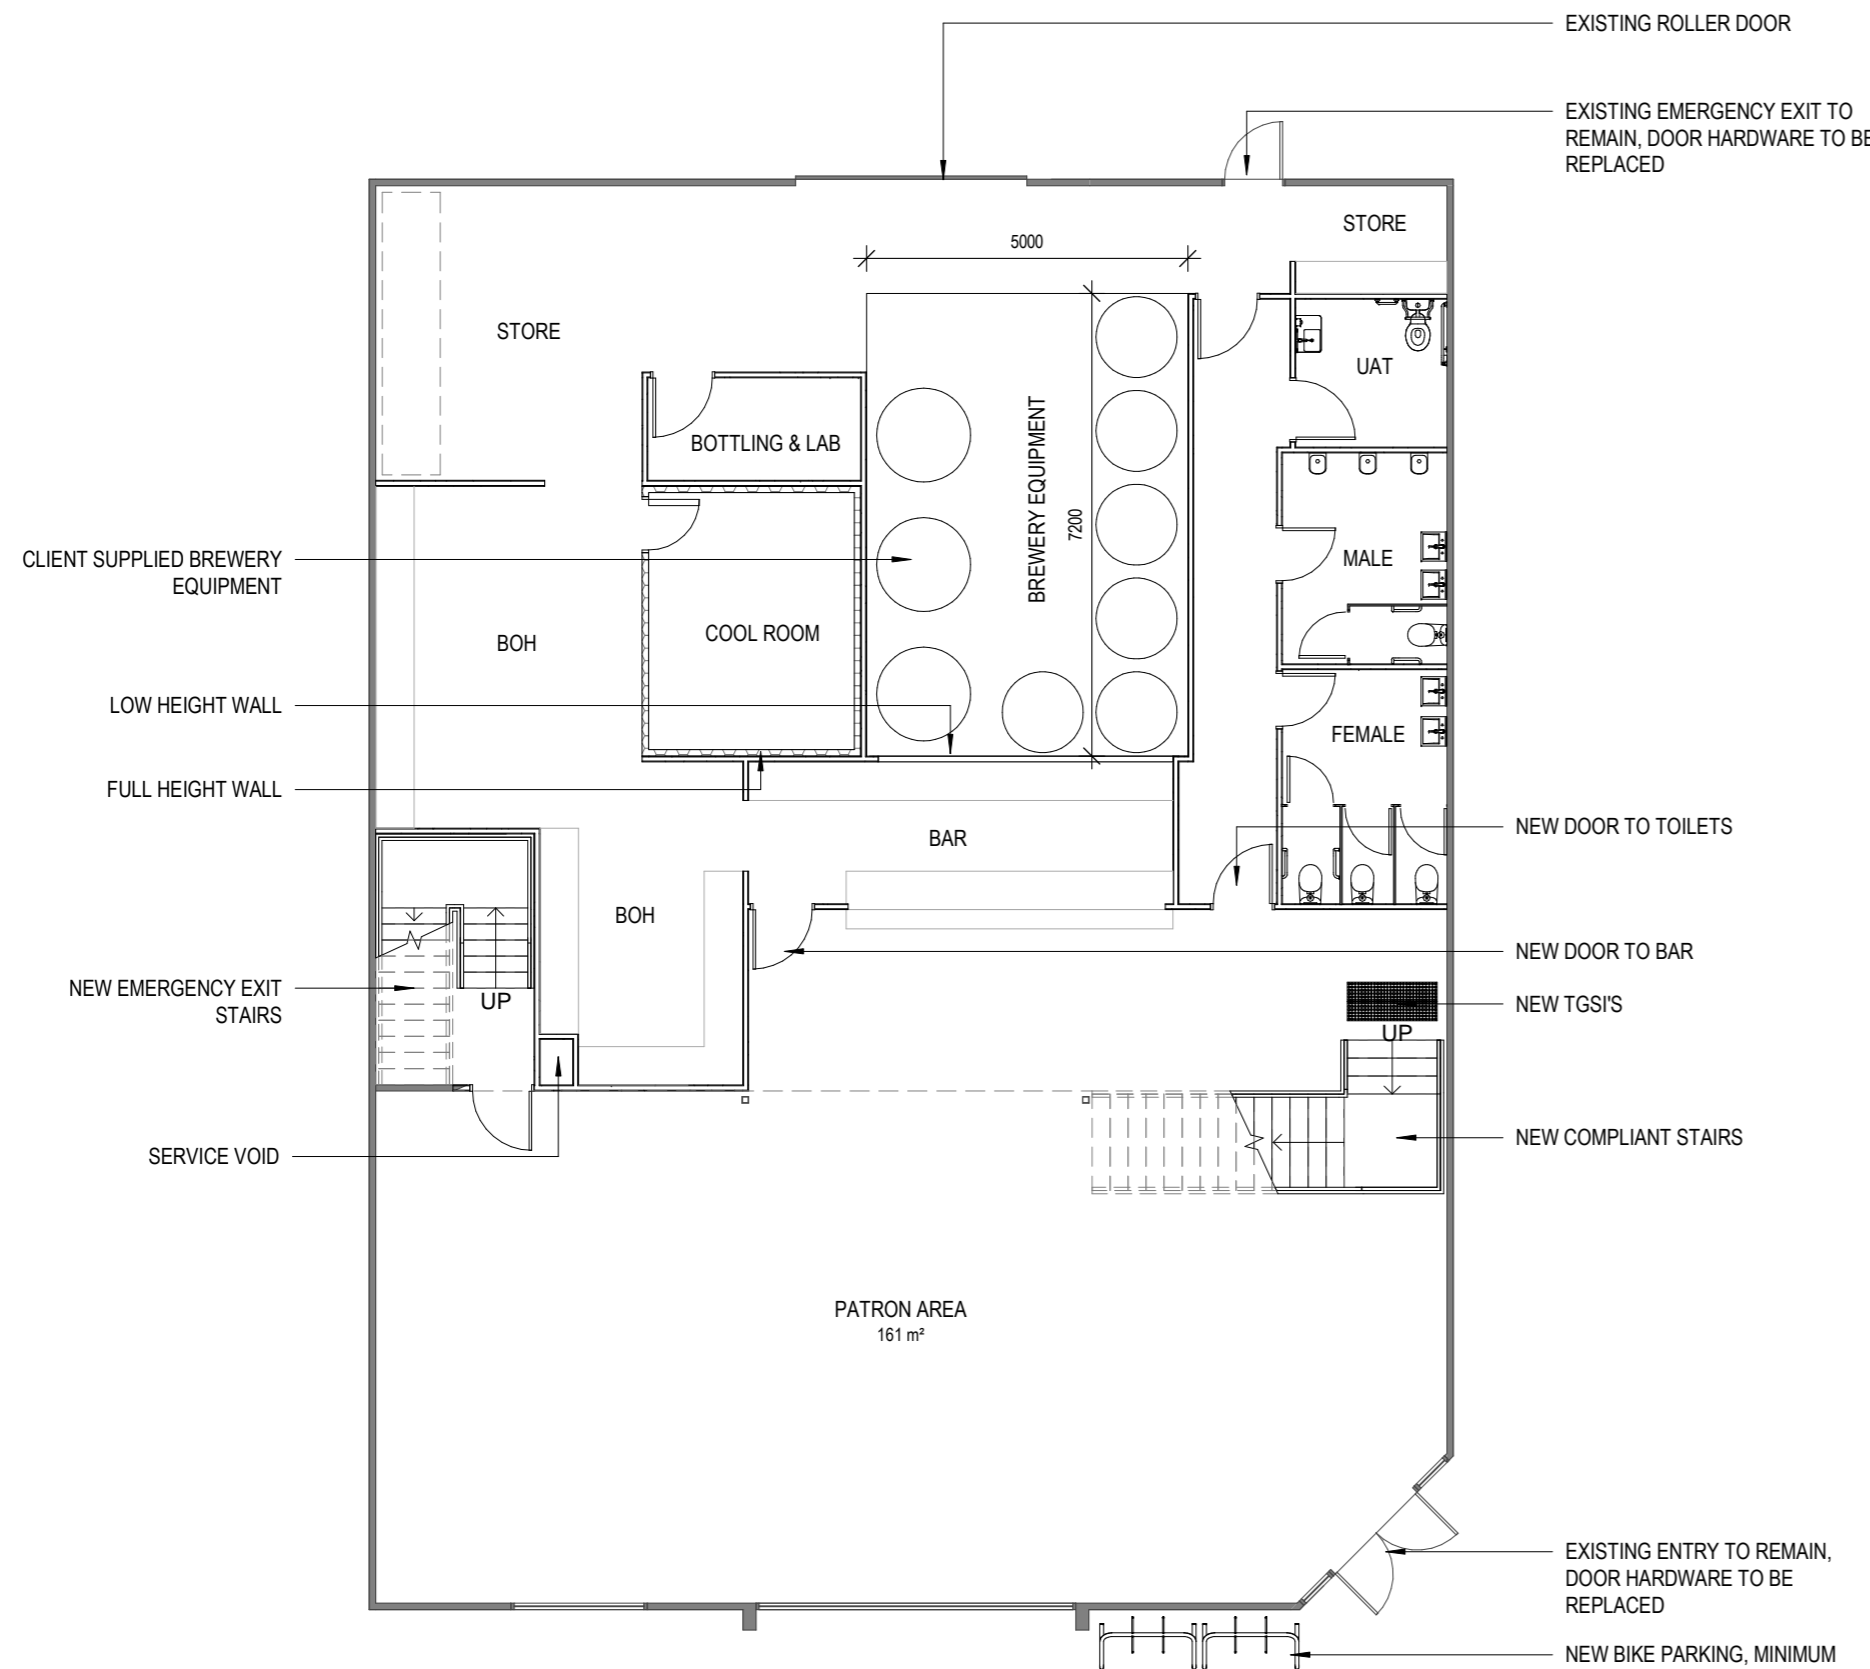 EXISTING ROLLER DOOR
EXISTING EMERGENCY EXIT TO
REMAIN, DOOR HARDWARE TO BE
REPLACED
STORE
5000
STORE
UAT
BOTTLING & LAB
BREWERY EQUIPMENT
7200
CLIENT SUPPLIED BREWERY
EQUIPMENT
MALE
COOL ROOM
BOH
LOW HEIGHT WALL
FEMALE
FULL HEIGHT WALL
BAR
NEW DOOR TO TOILETS
BOH
NEW DOOR TO BAR
NEW EMERGENCY EXIT
STAIRS
UP
NEW TGSI'S
UP
NEW COMPLIANT STAIRS
SERVICE VOID
PATRON AREA
161 m²
EXISTING ENTRY TO REMAIN,
DOOR HARDWARE TO BE
REPLACED
NEW BIKE PARKING, MINIMUM